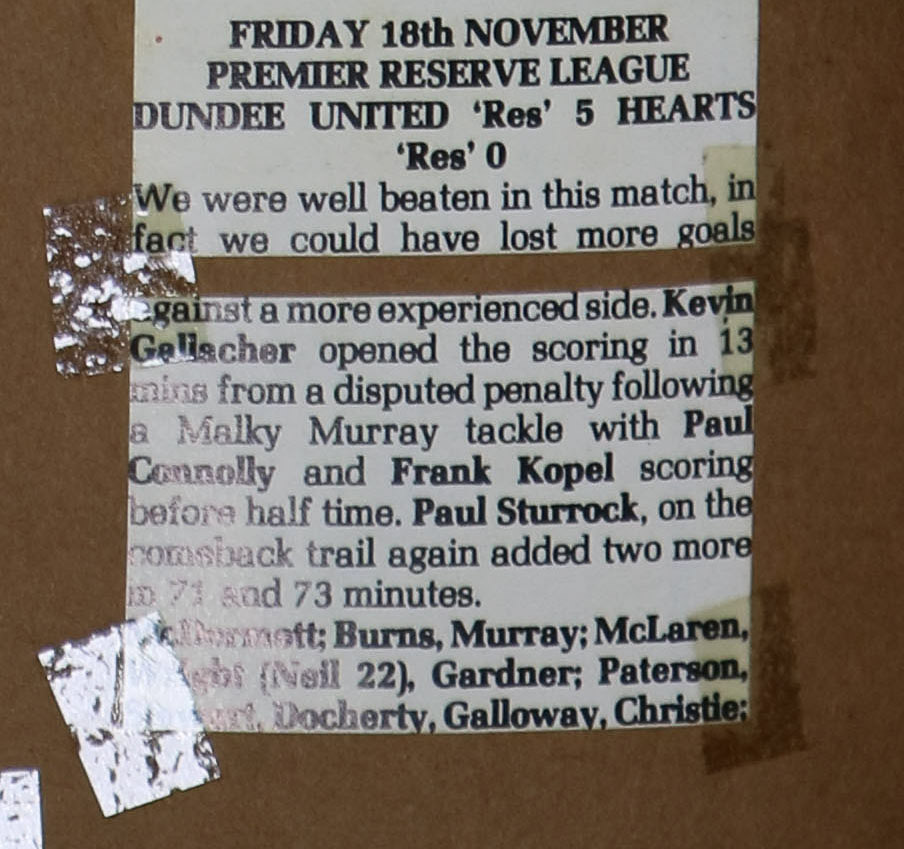 FRIDAY 18th NOVEMBER
PREMIER RESERVE LEAGUE
DUNDEE UNITED ‘Res’ 5 HEARTS
‘Res’ 0
We were well beaten in this match, in
fact we could have lost more goals
against a more experienced side. Kevin
Gallacher opened the scoring in 13
mins from a disputed penalty following
a Malky Murray tackle with Paul
Connolly and Frank Kopel scoring
before half time. Paul Sturrock, on the
comeback trail again added two more
in 71 and 73 minutes.
McDermott; Burns, Murray; McLaren,
(Neil 22), Gardner; Paterson,
Docherty, Galloway, Christie;